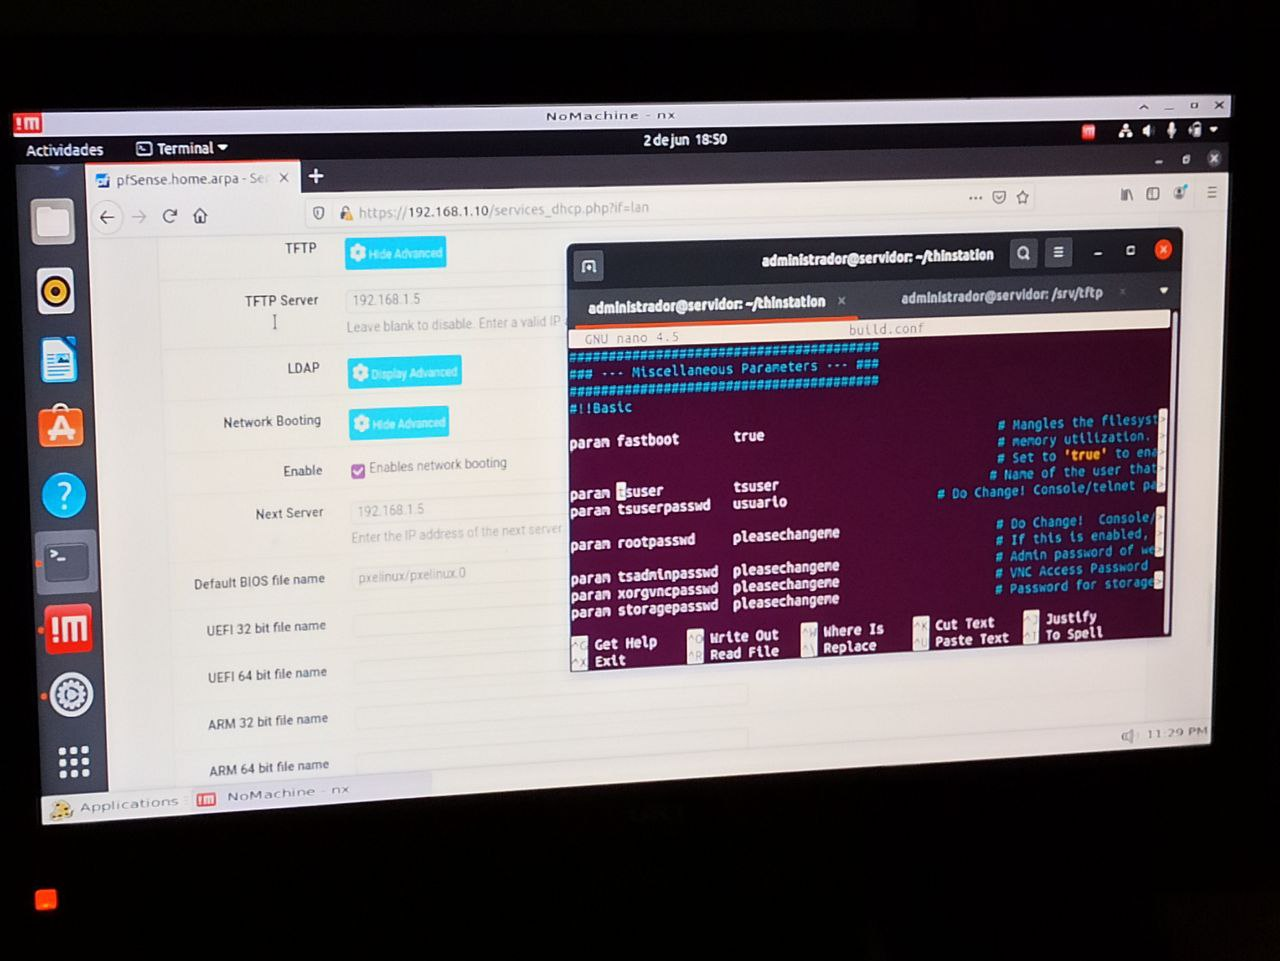 NoMachine - nx
Actividades
Terminal
2 de jun 18:50
pfSense.home.arpa - Ser
https://192.168.1.10/services_dhcp.php?if=lan
TFTP
Hide Advanced
TFTP Server
192.168.1.5
Leave blank to disable. Enter a valid IP
LDAP
Display Advanced
Network Booting
Hide Advanced
Enable
Enables network booting
Next Server
192.168.1.5
Enter the IP address of the next server
Default BIOS file name
pxelinux/pxelinux.0
UEFI 32 bit file name
UEFI 64 bit file name
ARM 32 bit file name
ARM 64 bit file name
administrador@servidor: ~/thinstation
administrador@servidor: ~/thinstation
administrador@servidor: /srv/tftp
GNU nano 4.5 build.conf
########################################
### --- Miscellaneous Parameters --- ###
########################################
#!!Basic
# Mangles the filesyst>
param fastboot true # memory utilization.
# Set to 'true' to ena>
# Name of the user that
param tsuser tsuser # Do Change! Console/telnet pa>
param tsuserpasswd usuario
# Do Change! Console/>
param rootpasswd pleasechangeme # If this is enabled, >
# Admin password of we>
param tsadminpasswd pleasechangeme # VNC Access Password
param xorgvncpasswd pleasechangeme # Password for storage>
param storagepasswd pleasechangeme
^G Get Help ^O Write Out ^W Where Is ^K Cut Text ^J Justify
^X Exit ^R Read File ^\ Replace ^U Paste Text ^T To Spell
11:29 PM
Applications
NoMachine - nx